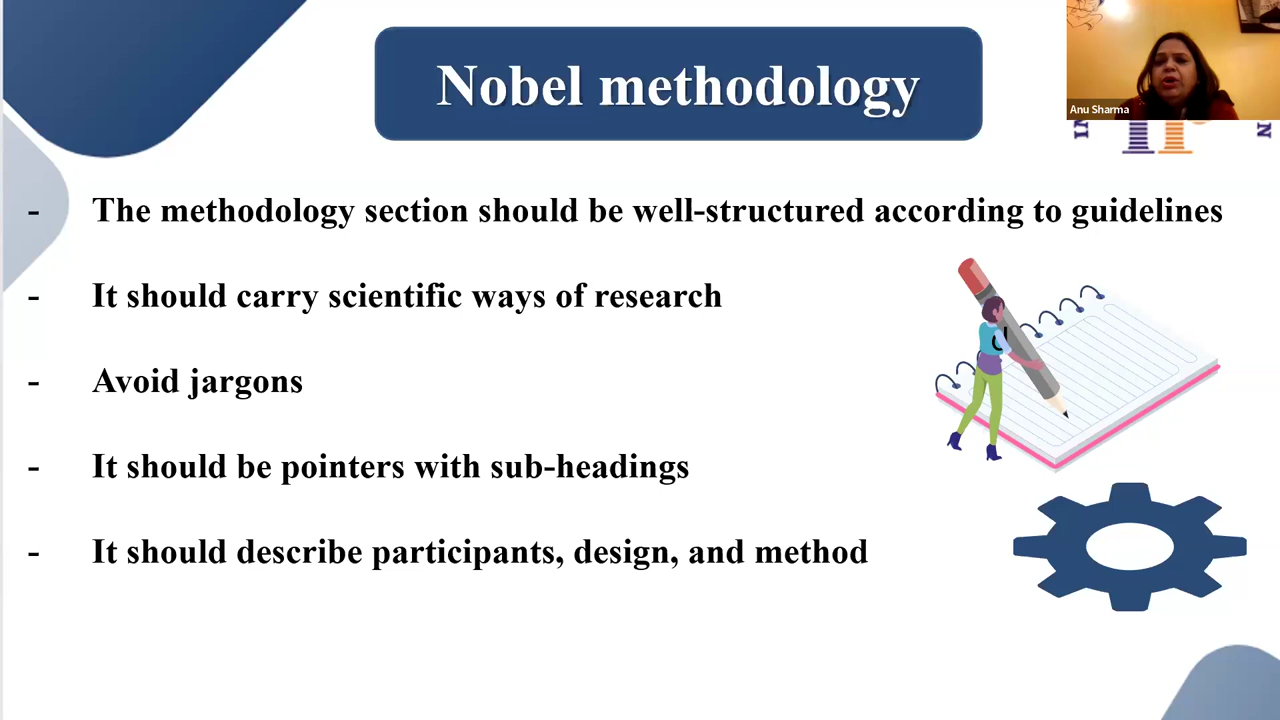 Nobel methodology
Anu Sharma
- The methodology section should be well-structured according to guidelines
- It should carry scientific ways of research
- Avoid jargons
- It should be pointers with sub-headings
- It should describe participants, design, and method